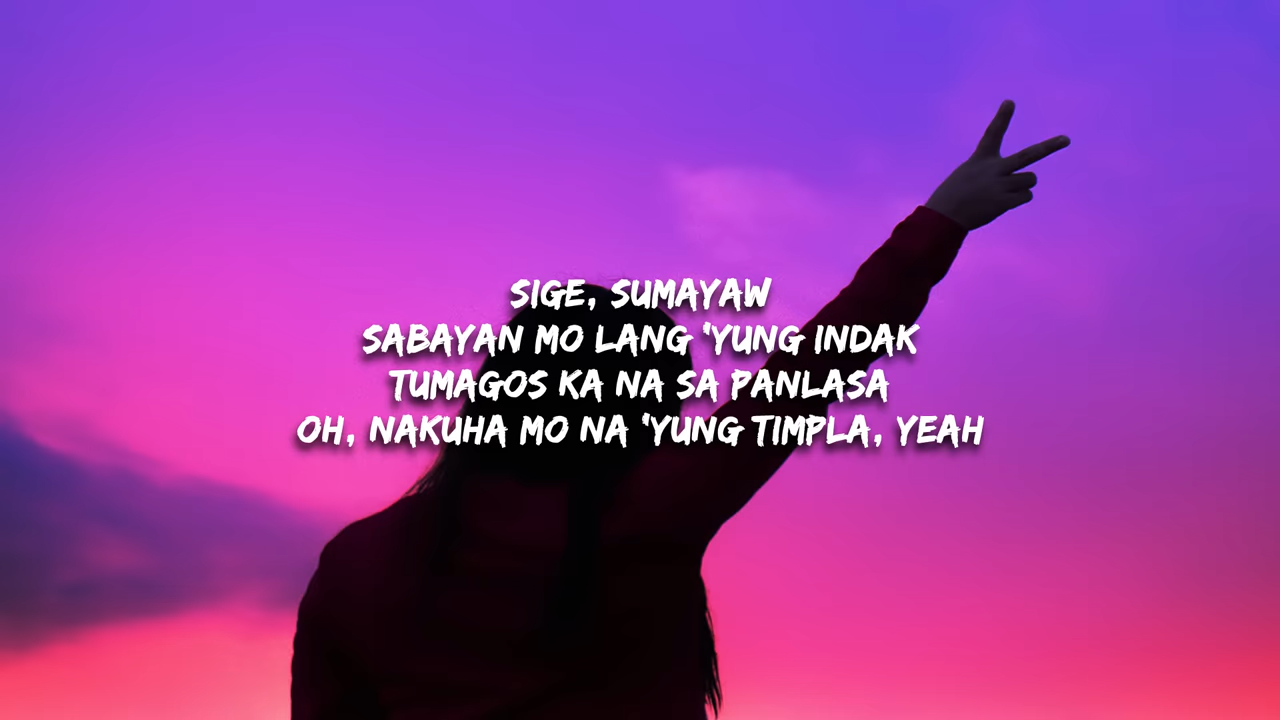 SIGE, SUMAYAW
SABAYAN MO LANG 'YUNG INDAK
TUMAGOS KA NA SA PANLASA
OH, NAKUHA MO NA 'YUNG TIMPLA, YEAH